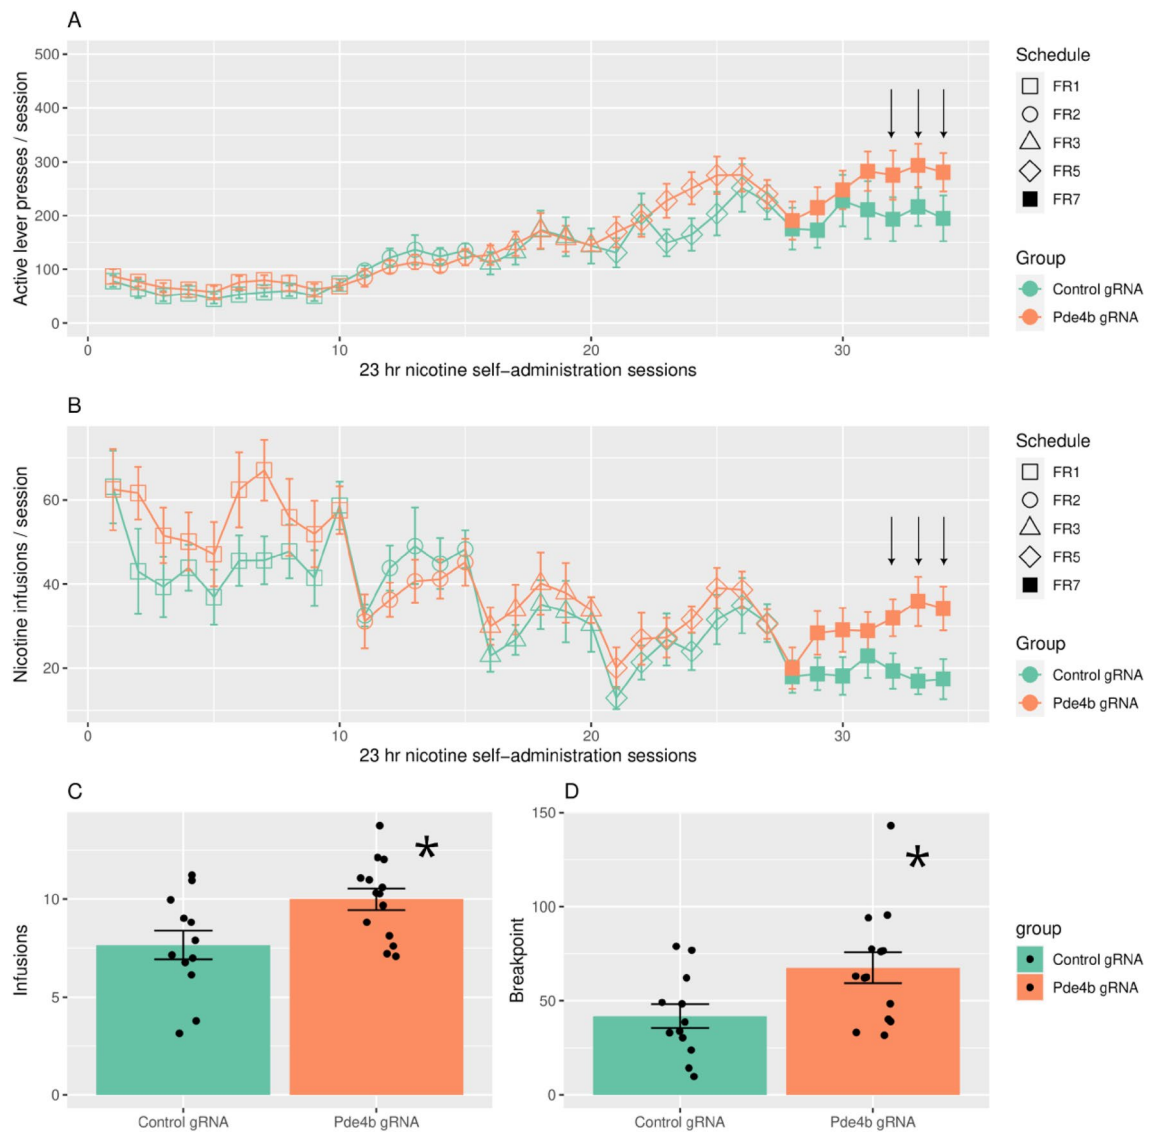 A
Active lever presses / session
500
400
300
200
100
0
0 10 20 30
23 hr nicotine self−administration sessions
Schedule
FR1
FR2
FR3
FR5
FR7
Group
Control gRNA
Pde4b gRNA
B
Nicotine infusions / session
60
40
20
0 10 20 30
23 hr nicotine self−administration sessions
Schedule
FR1
FR2
FR3
FR5
FR7
Group
Control gRNA
Pde4b gRNA
C
Infusions
10
5
0
*
Control gRNA Pde4b gRNA
D
Breakpoint
150
100
50
0
*
Control gRNA Pde4b gRNA
group
Control gRNA
Pde4b gRNA